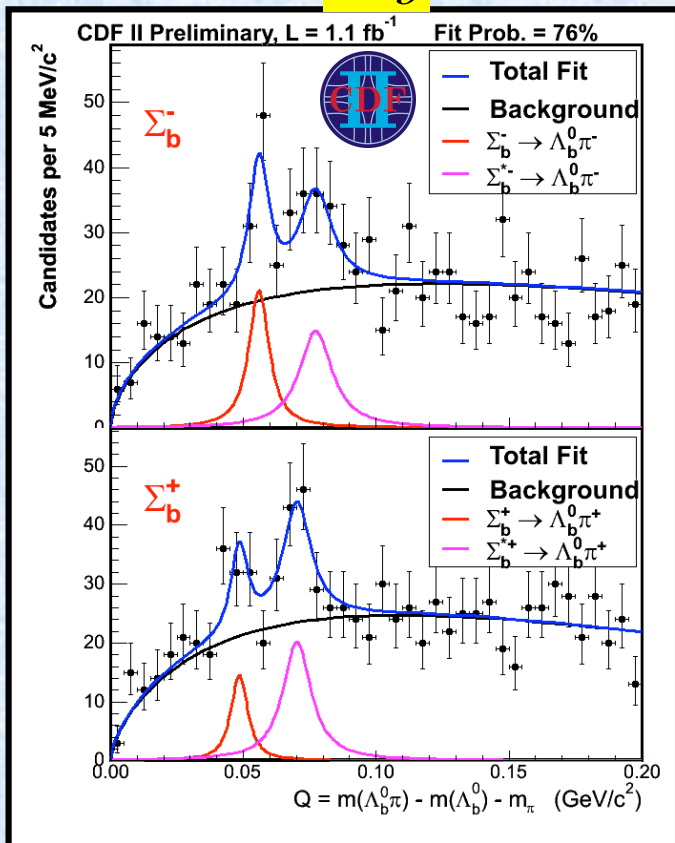 CDF II Preliminary, L = 1.1 fb⁻¹ Fit Prob. = 76%
Candidates per 5 MeV/c²
50
40
30
20
10
0
Σb⁻
II
CDF
Total Fit
Background
Σb⁻ → Λb⁰π⁻
Σb*⁻ → Λb⁰π⁻
50
40
30
20
10
0
Σb⁺
Total Fit
Background
Σb⁺ → Λb⁰π⁺
Σb*⁺ → Λb⁰π⁺
0.0 0.05 0.10 0.15 0.20
Q = m(Λb⁰π) - m(Λb⁰) - mπ (GeV/c²)